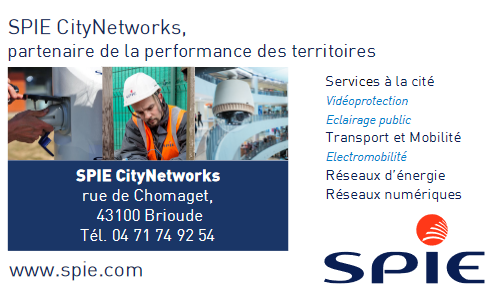 SPIE CityNetworks,
partenaire de la performance des territoires
Services à la cité
Vidéoprotection
Eclairage public
Transport et Mobilité
Electromobilité
Réseaux d'énergie
Réseaux numériques
SPIE CityNetworks
rue de Chomaget,
43100 Brioude
Tél. 04 71 74 92 54
www.spie.com
SPIE